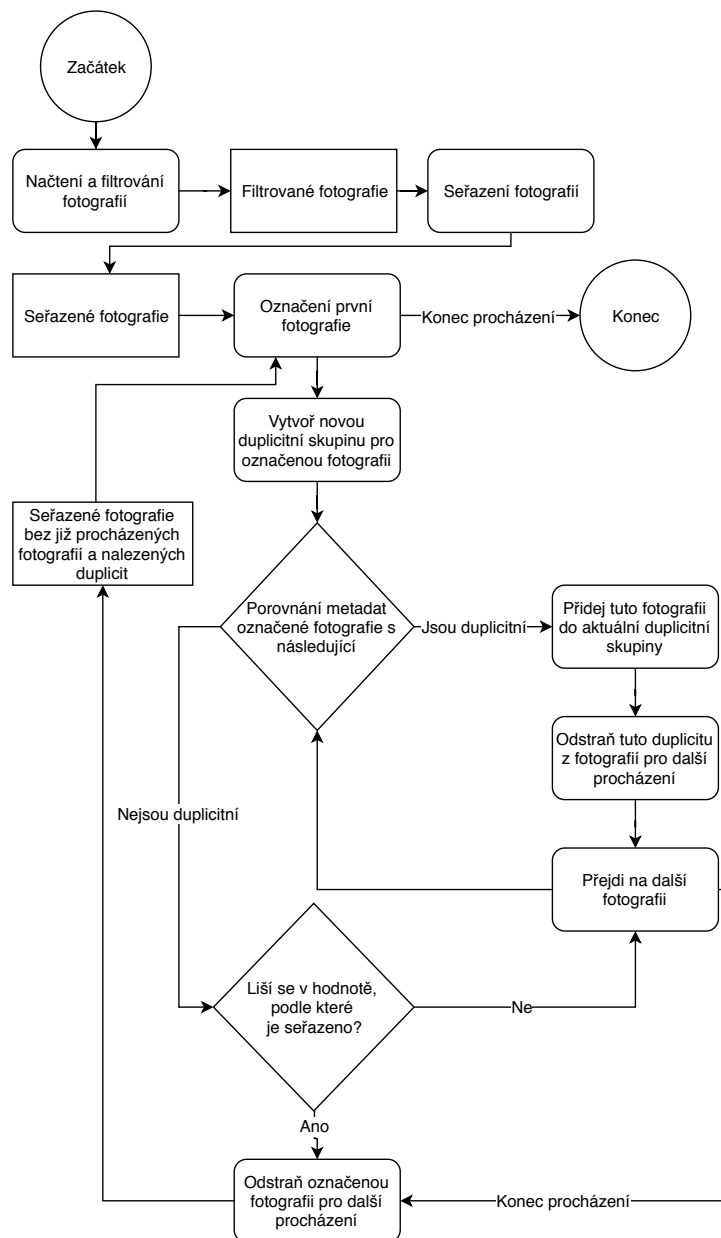 Začátek
Načtení a filtrování
fotografií
Filtrované fotografie
Seřazení fotografií
Seřazené fotografie
Označení první
fotografie
Konec procházení
Konec
Vytvoř novou
duplicitní skupinu pro
označenou fotografii
Seřazené fotografie
bez již procházených
fotografií a nalezených
duplicit
Porovnání metadat
označené fotografie s
následující
Jsou duplicitní
Přidej tuto fotografii
do aktuální duplicitní
skupiny
Odstraň tuto duplicitu
z fotografií pro další
procházení
Nejsou duplicitní
Přejdi na další
fotografii
Liší se v hodnotě,
podle které
je seřazeno?
Ne
Ano
Odstraň označenou
fotografii pro další
procházení
Konec procházení